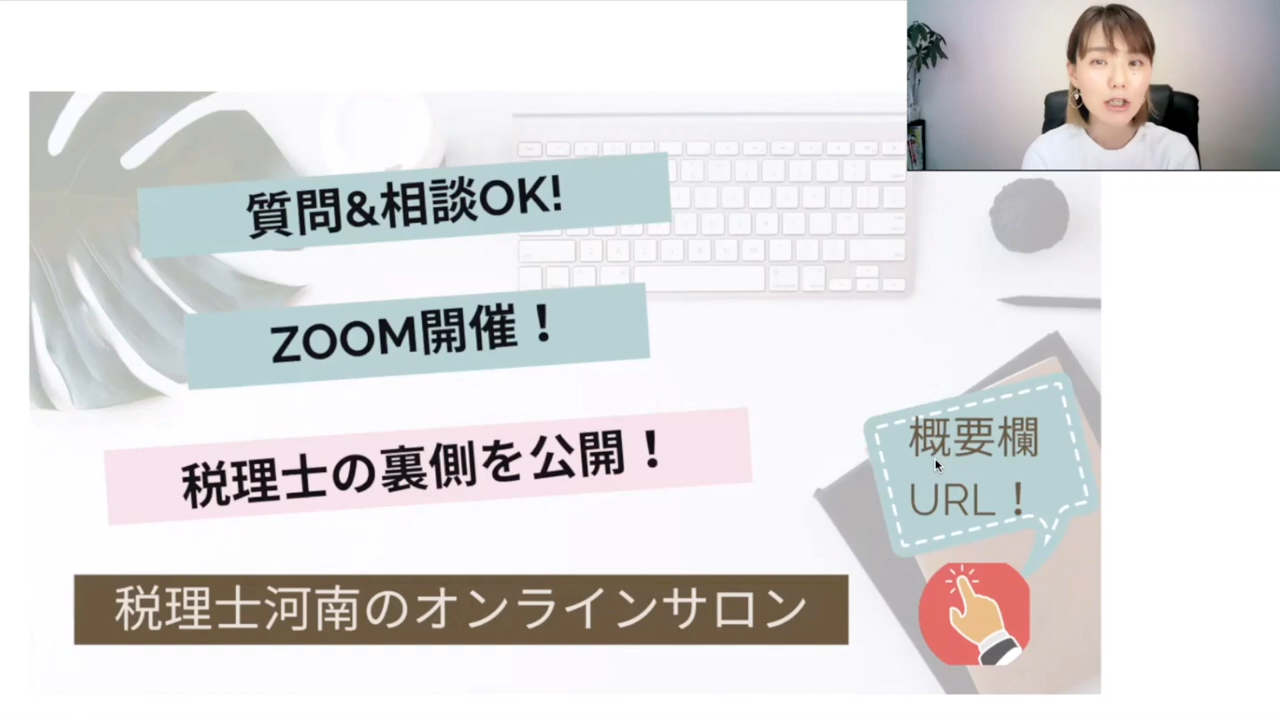 質問&相談OK!
ZOOM開催！
税理士の裏側を公開！
概要欄
URL！
税理士河南のオンラインサロン